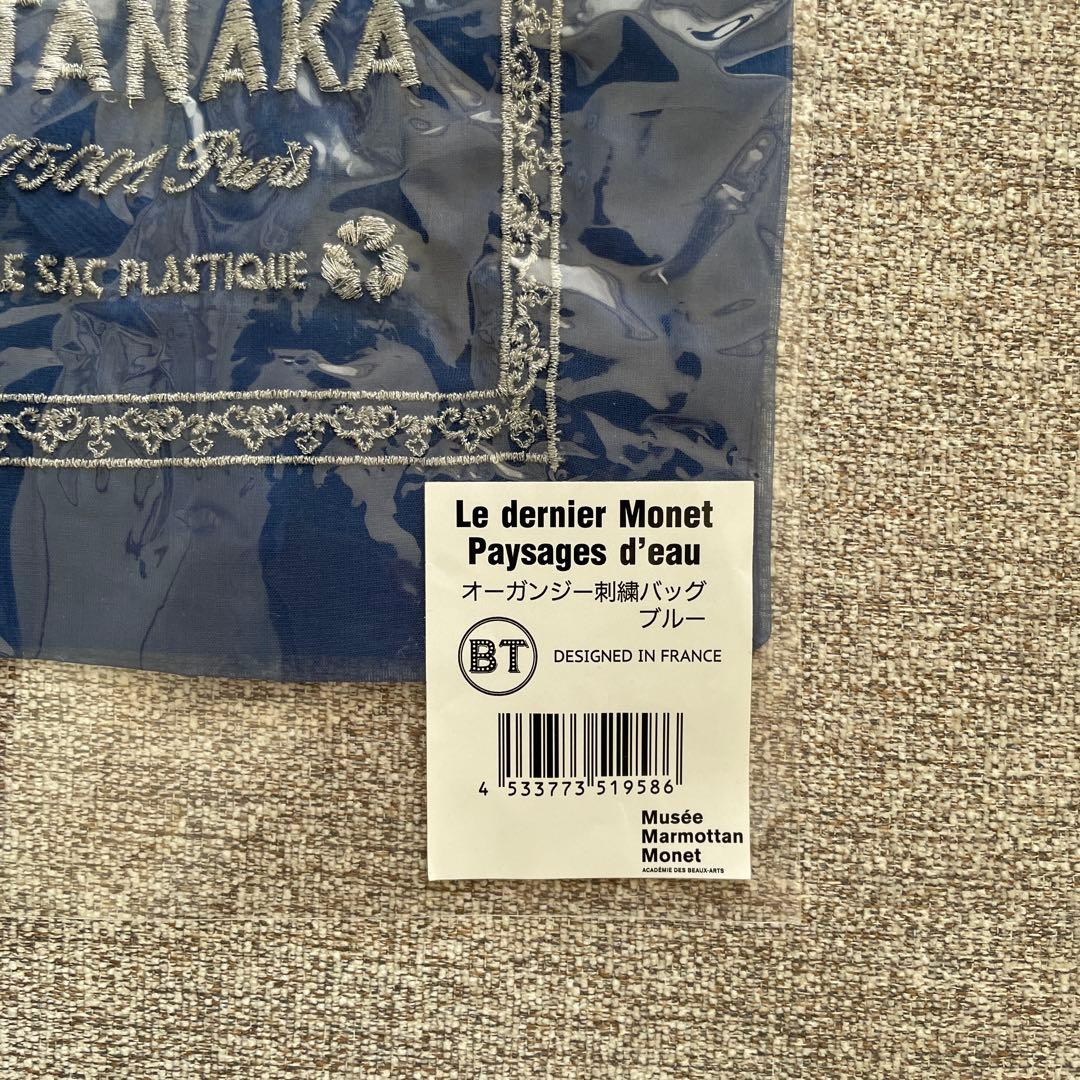 TANAKA
75001 Paris
LE SAC PLASTIQUE
Le dernier Monet
Paysages d'eau
オーガンジー刺繍バッグ
ブルー
BT
DESIGNED IN FRANCE
4 533773 519586
Musée
Marmottan
Monet
ACADÉMIE DES BEAUX-ARTS